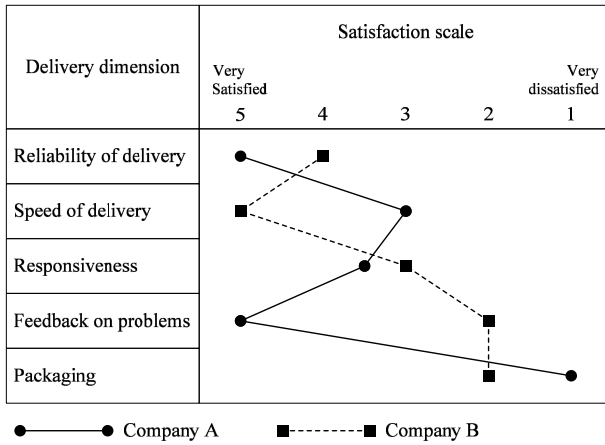 Delivery dimension
Satisfaction scale
Very
Satisfied
Very
dissatisfied
5 4 3 2 1
Reliability of delivery
Speed of delivery
Responsiveness
Feedback on problems
Packaging
Company A Company B